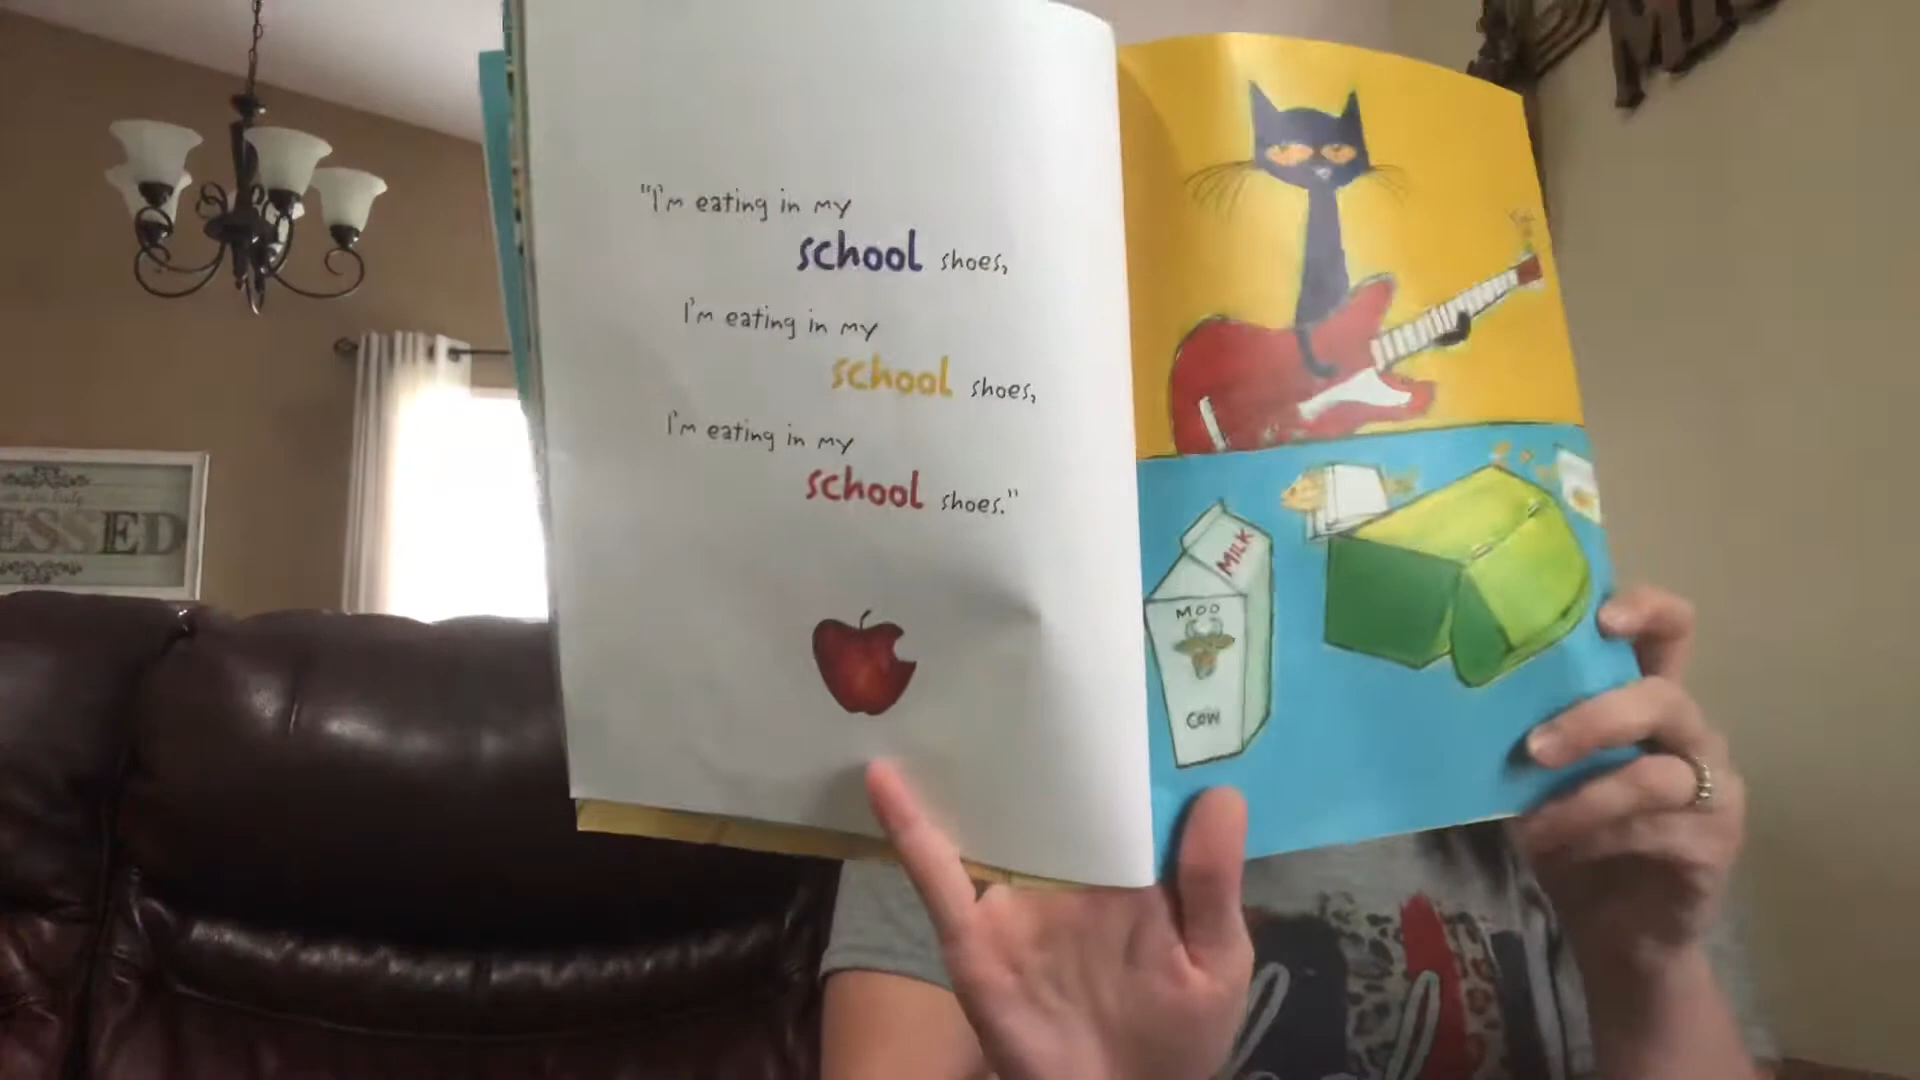 "I'm eating in my
school shoes,
I'm eating in my
school shoes,
I'm eating in my
school shoes."
MILK
MOO
COW
ESSED